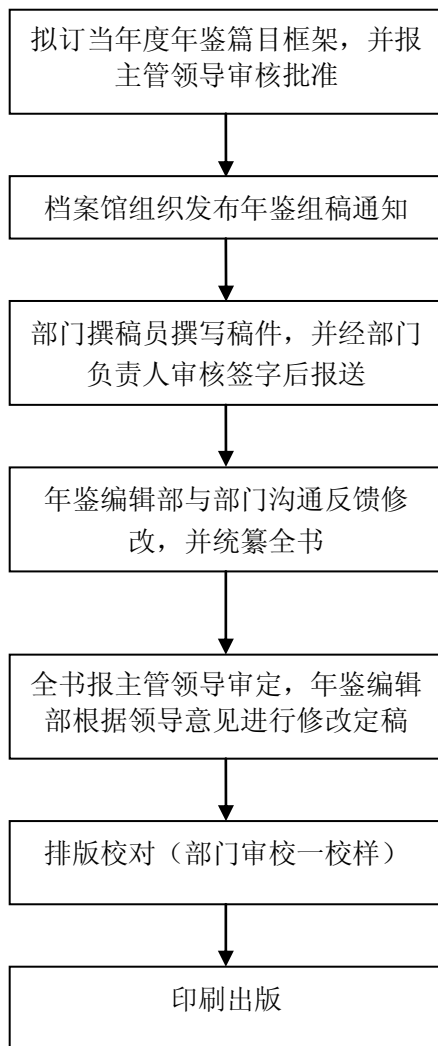 拟订当年度年鉴篇目框架，并报
主管领导审核批准
档案馆组织发布年鉴组稿通知
部门撰稿员撰写稿件，并经部门
负责人审核签字后报送
年鉴编辑部与部门沟通反馈修
改，并统纂全书
全书报主管领导审定，年鉴编辑
部根据领导意见进行修改定稿
排版校对（部门审校一校样）
印刷出版